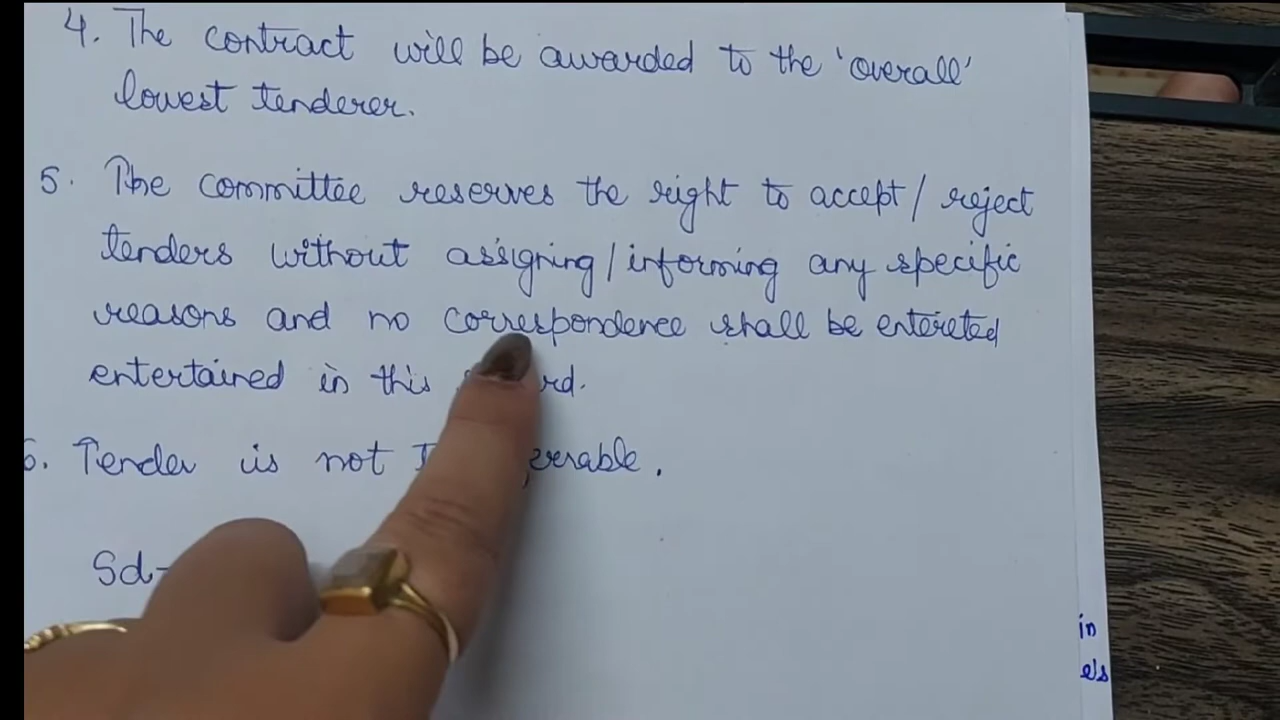 4. The contract will be awarded to the 'overall'
lowest tenderer.
5. The committee reserves the right to accept/ reject
tenders without assigning/informing any specific
reasons and no correspondence shall be entereted
entertained in this
6. Tender is not
Sd-
in
e's